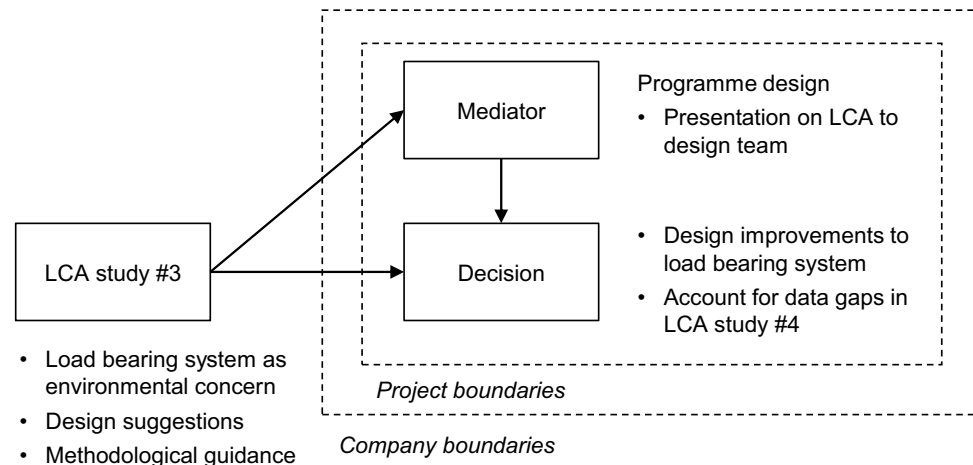 Mediator
Programme design
• Presentation on LCA to
design team
LCA study #3
Decision
• Design improvements to
load bearing system
• Account for data gaps in
LCA study #4
• Load bearing system as
environmental concern
• Design suggestions
• Methodological guidance
Project boundaries
Company boundaries